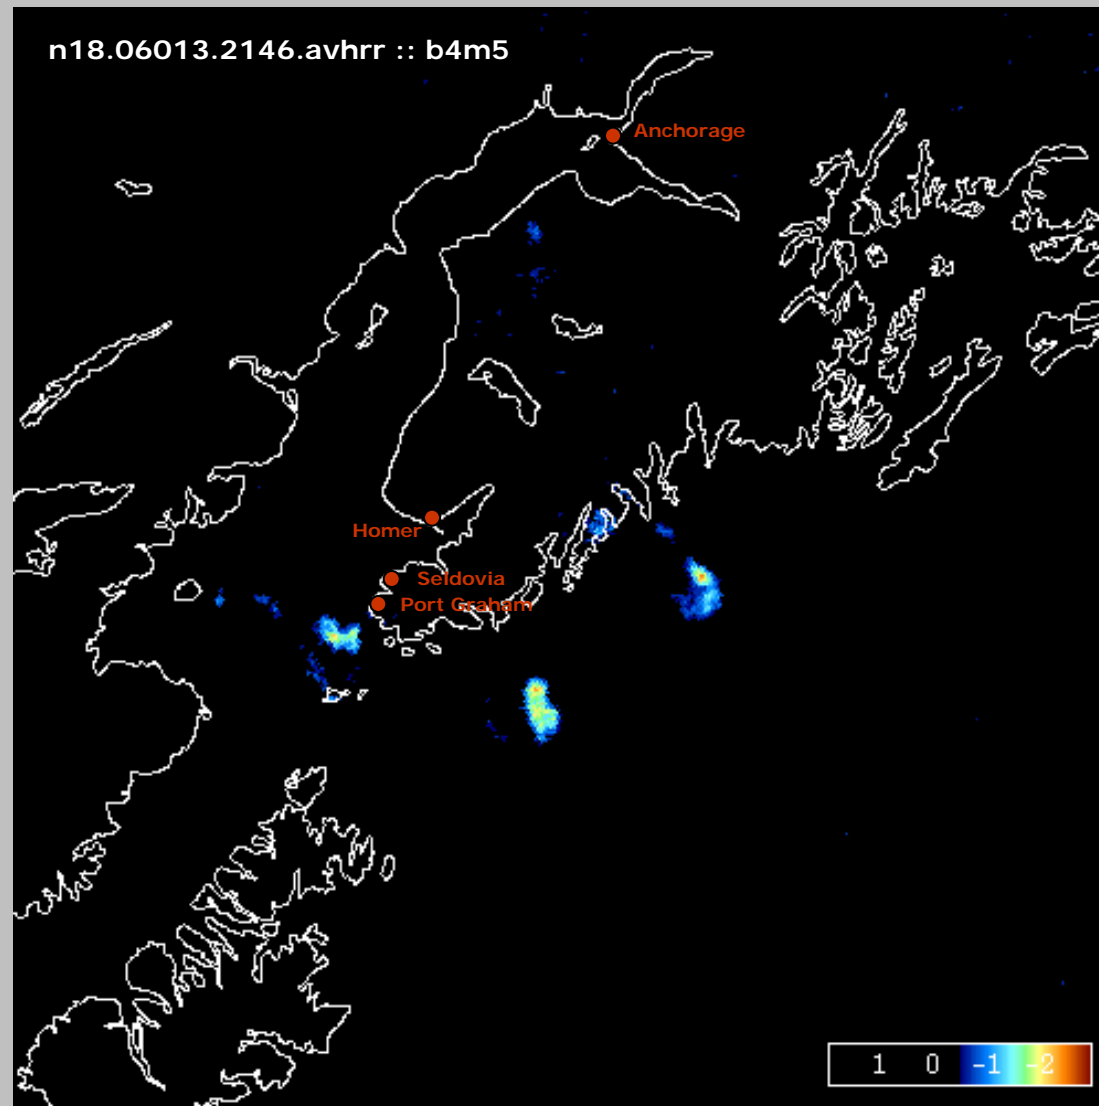 n18.06013.2146.avhrr :: b4m5
Anchorage
Homer
Seldovia
Port Graham
1 0 -1 -2